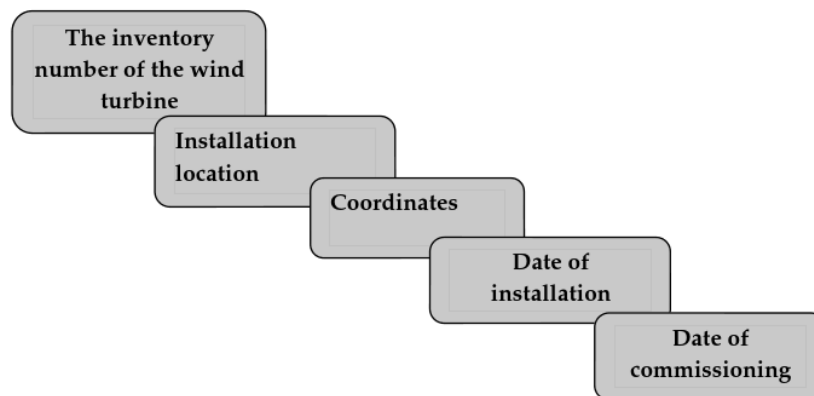 The inventory
number of the wind
turbine
Installation
location
Coordinates
Date of
installation
Date of
commissioning